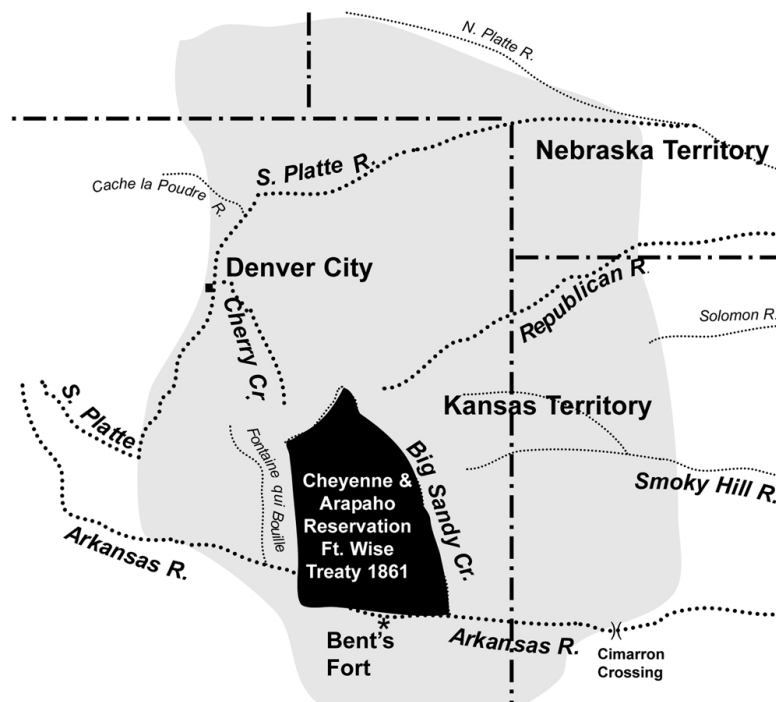 N. Platte R.
Nebraska Territory
S. Platte R.
Cache la Poudre R.
Denver City
Republican R.
Solomon R.
Cherry Cr.
S. Platte
Kansas Territory
Fontaine qui Bouille
Cheyenne &
Arapaho
Reservation
Ft. Wise
Treaty 1861
Big Sandy Cr.
Smoky Hill R.
Arkansas R.
Bent's
Fort
*
Arkansas R.
Cimarron
Crossing